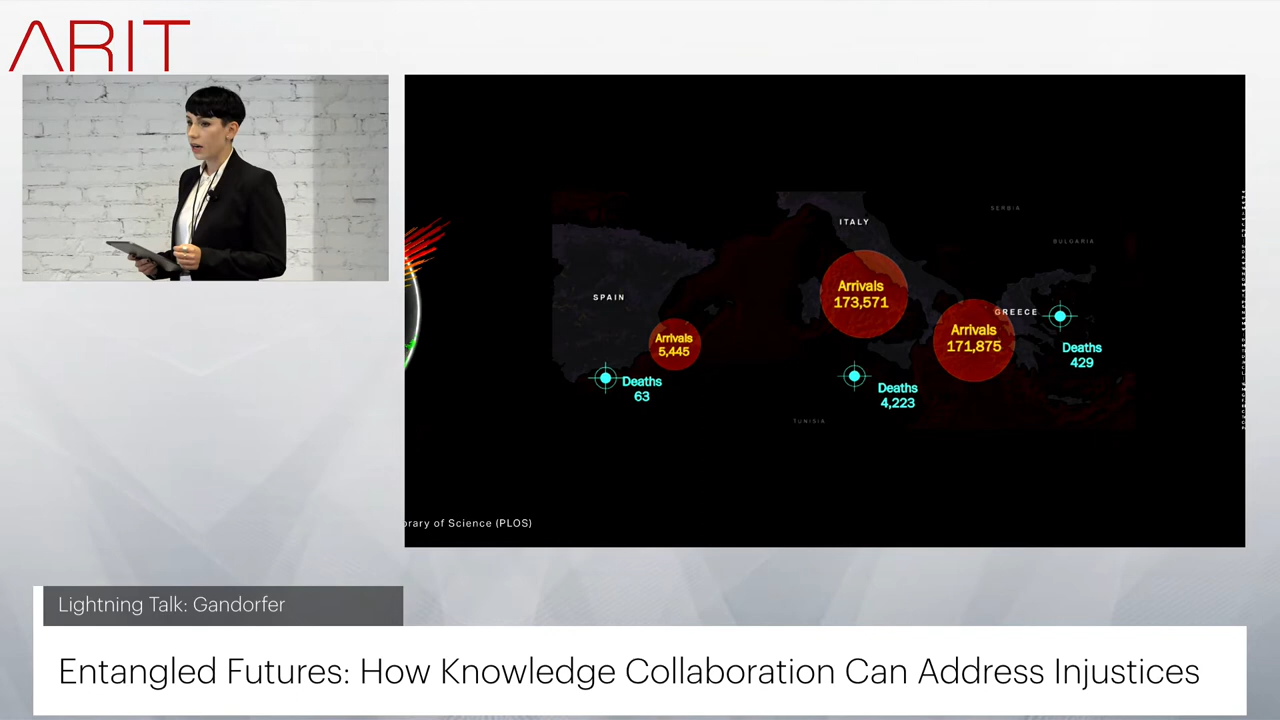 ARIT
ITALY
SERBIA
BULGARIA
SPAIN
Arrivals
173,571
GREECE
Arrivals
5,445
Arrivals
171,875
Deaths
63
Deaths
4,223
Deaths
429
TUNISIA
rary of Science (PLOS)
Lightning Talk: Gandorfer
Entangled Futures: How Knowledge Collaboration Can Address Injustices